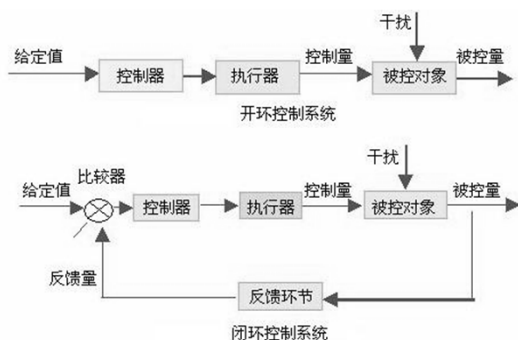 干扰
给定值
控制器
执行器
控制量
被控对象
被控量
开环控制系统
比较器
干扰
给定值
控制器
执行器
控制量
被控对象
被控量
反馈量
反馈环节
闭环控制系统